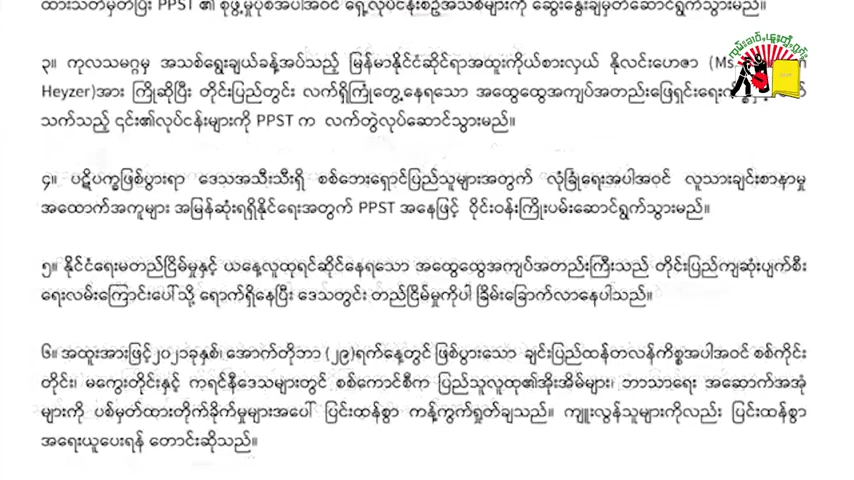 ထားသတ်မှတ်ပြီး PPST ၏ စုဖွဲ့မှုပုံစံအပါအဝင် ရှေ့လုပ်ငန်းစဉ်အသစ်များကို ဆွေးနွေးချမှတ်ဆောင်ရွက်သွားမည်။
၃။ ကုလသမဂ္ဂမှ အသစ်ရွေးချယ်ခန့်အပ်သည့် မြန်မာနိုင်ငံဆိုင်ရာအထူးကိုယ်စားလှယ် နိုလင်းဟေဇာ (Ms.
Heyzer)အား ကြိုဆိုပြီး တိုင်းပြည်တွင်း လက်ရှိကြုံတွေ့နေရသော အထွေထွေအကျပ်အတည်းဖြေရှင်းရေး
သက်သည့် ၎င်း၏လုပ်ငန်းများကို PPST က လက်တွဲလုပ်ဆောင်သွားမည်။
၄။ ပဋိပက္ခဖြစ်ပွားရာ ဒေသအသီးသီးရှိ စစ်ဘေးရှောင်ပြည်သူများအတွက် လုံခြုံရေးအပါအဝင် လူသားချင်းစာနာမှု
အထောက်အကူများ အမြန်ဆုံးရရှိနိုင်ရေးအတွက် PPST အနေဖြင့် ဝိုင်းဝန်းကြိုးပမ်းဆောင်ရွက်သွားမည်။
၅။ နိုင်ငံရေးမတည်ငြိမ်မှုနှင့် ယနေ့လူထုရင်ဆိုင်နေရသော အထွေထွေအကျပ်အတည်းကြီးသည် တိုင်းပြည်ကျဆုံးပျက်စီး
ရေးလမ်းကြောင်းပေါ်သို့ ရောက်ရှိနေပြီး ဒေသတွင်း တည်ငြိမ်မှုကိုပါ ခြိမ်းခြောက်လာနေပါသည်။
၆။ အထူးအားဖြင့်၂၀၂၁ခုနှစ်၊ အောက်တိုဘာ (၂၉)ရက်နေ့တွင် ဖြစ်ပွားသော ချင်းပြည်ထန်တလန်ကိစ္စအပါအဝင် စစ်ကိုင်း
တိုင်း၊ မကွေးတိုင်းနှင့် ကရင်နီဒေသများတွင် စစ်ကောင်စီက ပြည်သူလူထု၏အိုးအိမ်များ၊ ဘာသာရေး အဆောက်အအုံ
များကို ပစ်မှတ်ထားတိုက်ခိုက်မှုများအပေါ် ပြင်းထန်စွာ ကန့်ကွက်ရှုတ်ချသည်။ ကျူးလွန်သူများကိုလည်း ပြင်းထန်စွာ
အရေးယူပေးရန် တောင်းဆိုသည်။